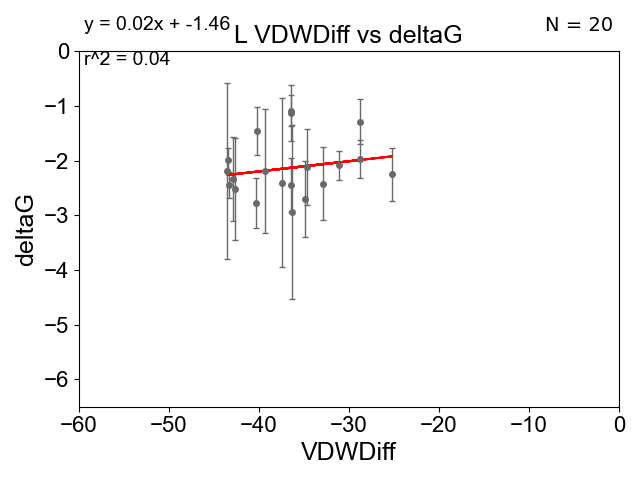 y = 0.02x + -1.46
L VDWDiff vs deltaG
N = 20
r^2 = 0.04
0
−1
−2
−3
−4
−5
−6
deltaG
−60
−50
−40
−30
−20
−10
0
VDWDiff